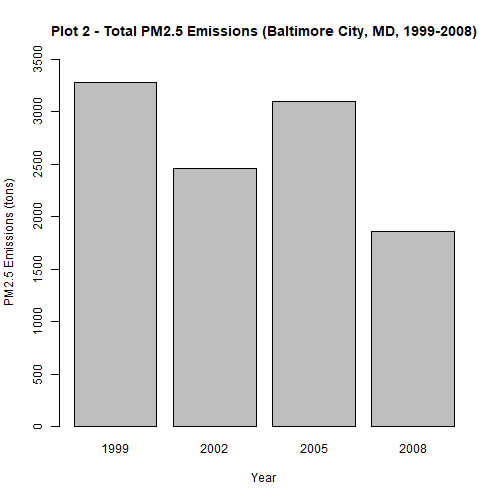 Plot 2 - Total PM2.5 Emissions (Baltimore City, MD, 1999-2008)
PM2.5 Emissions (tons)
3500
3000
2500
2000
1500
1000
500
0
1999 2002 2005 2008
Year